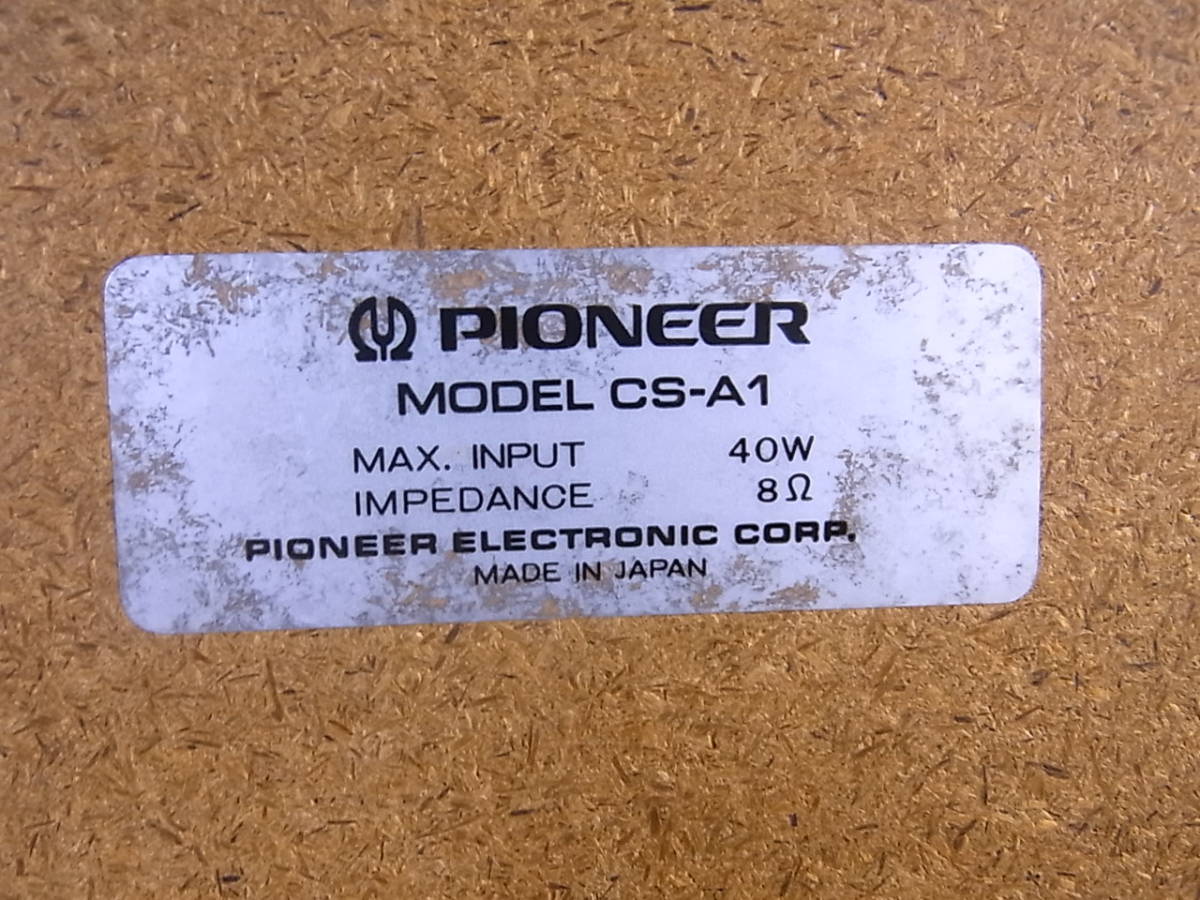 PIONEER
MODEL CS-A1
MAX. INPUT 40W
IMPEDANCE 8Ω
PIONEER ELECTRONIC CORP.
MADE IN JAPAN